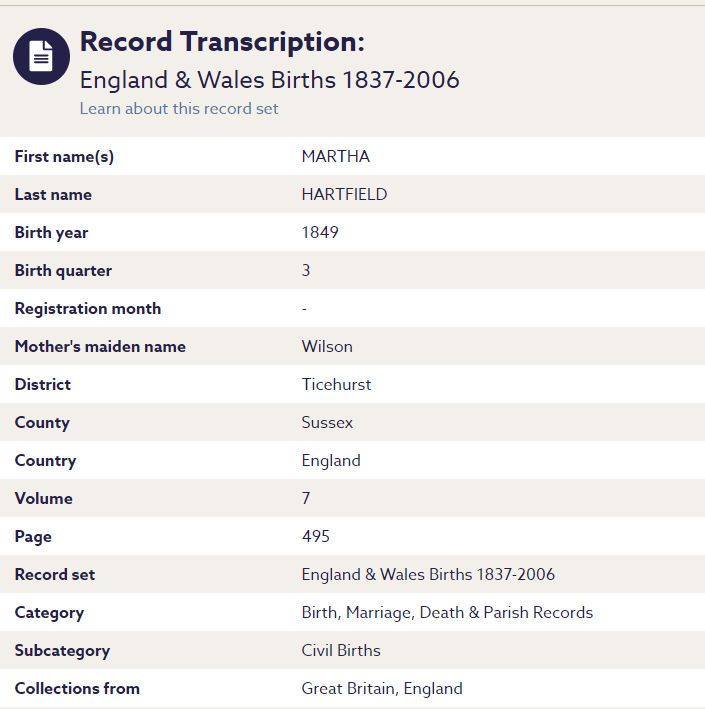 Record Transcription:
England & Wales Births 1837-2006
Learn about this record set
First name(s) MARTHA
Last name HARTFIELD
Birth year 1849
Birth quarter 3
Registration month -
Mother's maiden name Wilson
District Ticehurst
County Sussex
Country England
Volume 7
Page 495
Record set England & Wales Births 1837-2006
Category Birth, Marriage, Death & Parish Records
Subcategory Civil Births
Collections from Great Britain, England